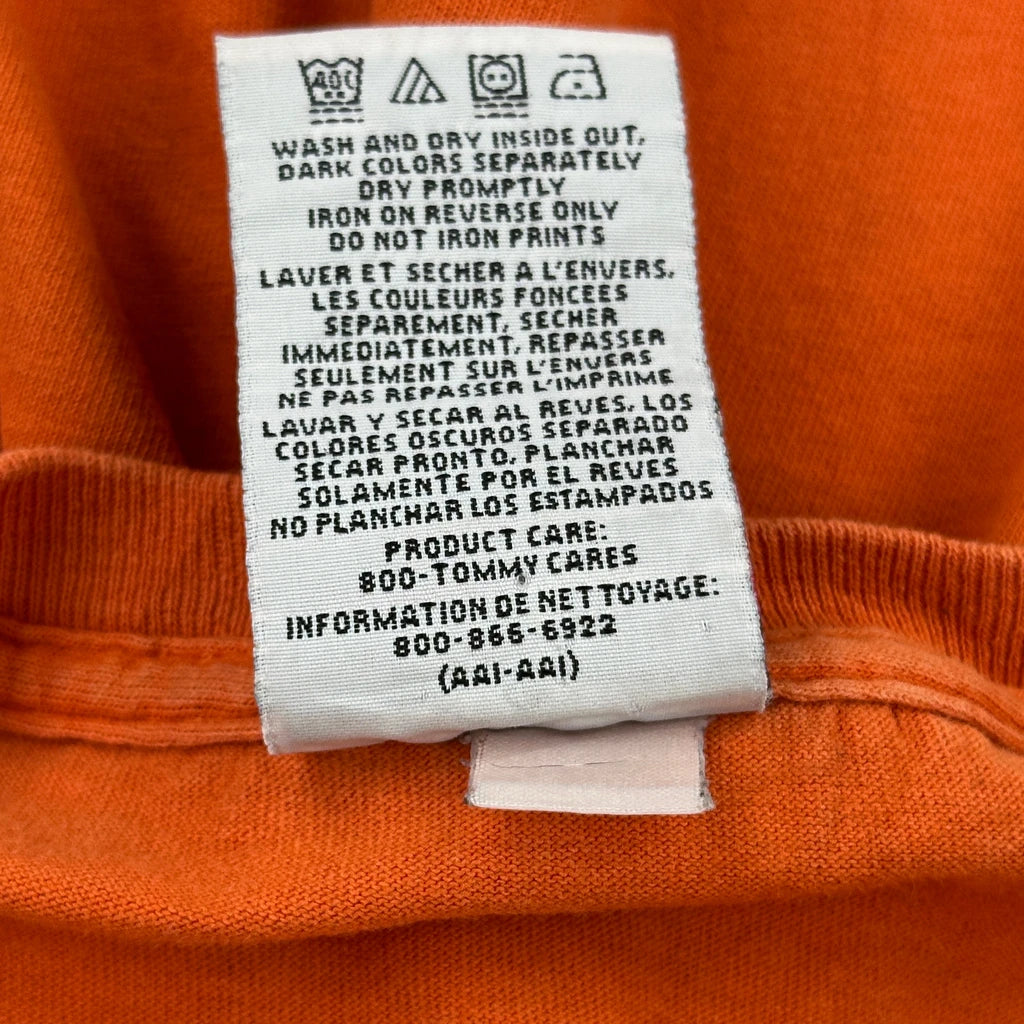 40C
WASH AND DRY INSIDE OUT,
DARK COLORS SEPARATELY
DRY PROMPTLY
IRON ON REVERSE ONLY
DO NOT IRON PRINTS
LAVER ET SECHER A L'ENVERS,
LES COULEURS FONCEES
SEPAREMENT, SECHER
IMMEDIATEMENT, REPASSER
SEULEMENT SUR L'ENVERS
NE PAS REPASSER L'IMPRIME
LAVAR Y SECAR AL REVES, LOS
COLORES OSCUROS SEPARADO
SECAR PRONTO, PLANCHAR
SOLAMENTE POR EL REVES
NO PLANCHAR LOS ESTAMPADOS
PRODUCT CARE:
800-TOMMY CARES
INFORMATION DE NETTOYAGE:
800-866-6922
(AAI-AAI)